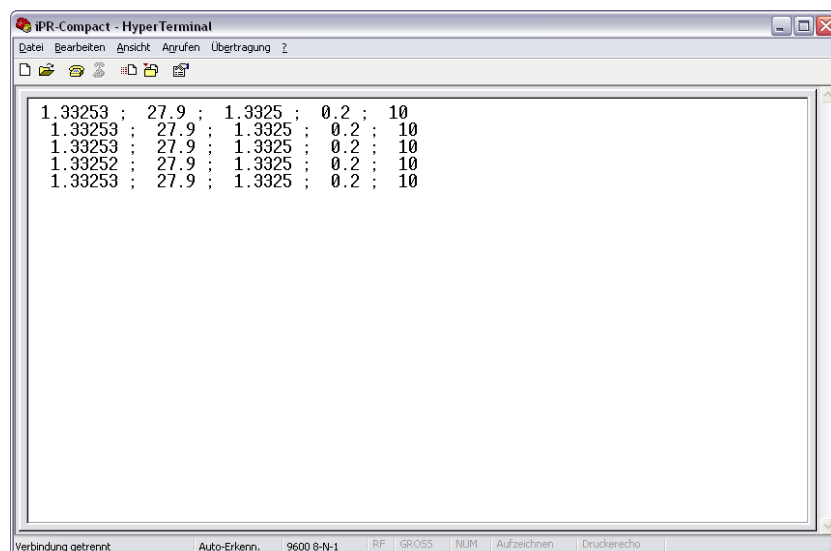 iPR-Compact - HyperTerminal
Datei Bearbeiten Ansicht Anrufen Übertragung ?
1.33253 ; 27.9 ; 1.3325 ; 0.2 ; 10
1.33253 ; 27.9 ; 1.3325 ; 0.2 ; 10
1.33253 ; 27.9 ; 1.3325 ; 0.2 ; 10
1.33252 ; 27.9 ; 1.3325 ; 0.2 ; 10
1.33253 ; 27.9 ; 1.3325 ; 0.2 ; 10
Verbindung getrennt Auto-Erkenn. 9600 8-N-1 RF GROSS NUM Aufzeichnen Druckerecho